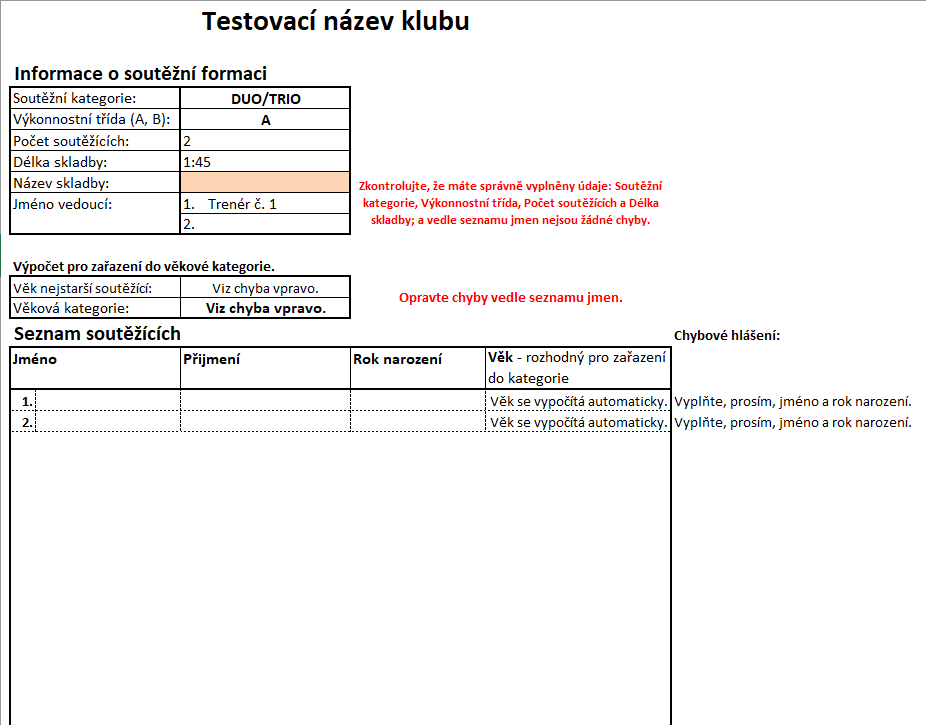 Testovací název klubu
Informace o soutěžní formaci
Soutěžní kategorie: DUO/TRIO
Výkonnostní třída (A, B): A
Počet soutěžících: 2
Délka skladby: 1:45
Název skladby:
Jméno vedoucí: 1. Trenér č. 1
2.
Zkontrolujte, že máte správně vyplněny údaje: Soutěžní
kategorie, Výkonnostní třída, Počet soutěžících a Délka
skladby; a vedle seznamu jmen nejsou žádné chyby.
Výpočet pro zařazení do věkové kategorie.
Věk nejstarší soutěžící: Viz chyba vpravo.
Věková kategorie: Viz chyba vpravo.
Opravte chyby vedle seznamu jmen.
Seznam soutěžících
Chybové hlášení:
Jméno Přijmení Rok narození Věk - rozhodný pro zařazení
do kategorie
1. Věk se vypočítá automaticky. Vyplňte, prosím, jméno a rok narození.
2. Věk se vypočítá automaticky. Vyplňte, prosím, jméno a rok narození.